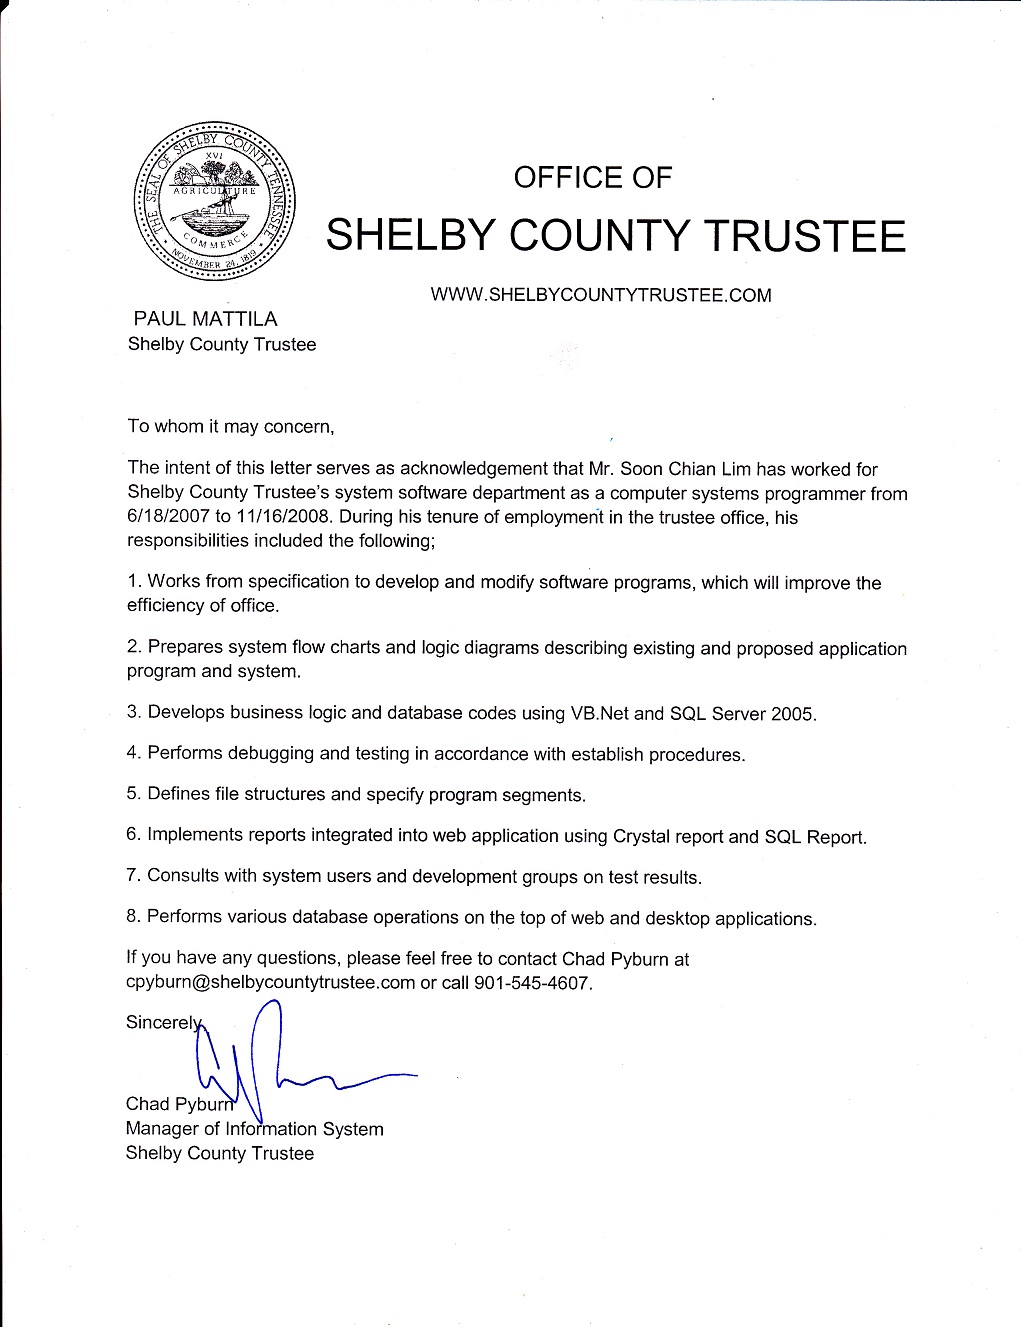 THE SEAL OF SHELBY COUNTY TENNESSEE
XVI
AGRICULTURE
COMMERCE
NOVEMBER 24, 1819
OFFICE OF
SHELBY COUNTY TRUSTEE
WWW.SHELBYCOUNTYTRUSTEE.COM
PAUL MATTILA
Shelby County Trustee
To whom it may concern,
The intent of this letter serves as acknowledgement that Mr. Soon Chian Lim has worked for
Shelby County Trustee's system software department as a computer systems programmer from
6/18/2007 to 11/16/2008. During his tenure of employment in the trustee office, his
responsibilities included the following;
1. Works from specification to develop and modify software programs, which will improve the
efficiency of office.
2. Prepares system flow charts and logic diagrams describing existing and proposed application
program and system.
3. Develops business logic and database codes using VB.Net and SQL Server 2005.
4. Performs debugging and testing in accordance with establish procedures.
5. Defines file structures and specify program segments.
6. Implements reports integrated into web application using Crystal report and SQL Report.
7. Consults with system users and development groups on test results.
8. Performs various database operations on the top of web and desktop applications.
If you have any questions, please feel free to contact Chad Pyburn at
cpyburn@shelbycountytrustee.com or call 901-545-4607.
Sincerely,
Chad Pyburn
Manager of Information System
Shelby County Trustee